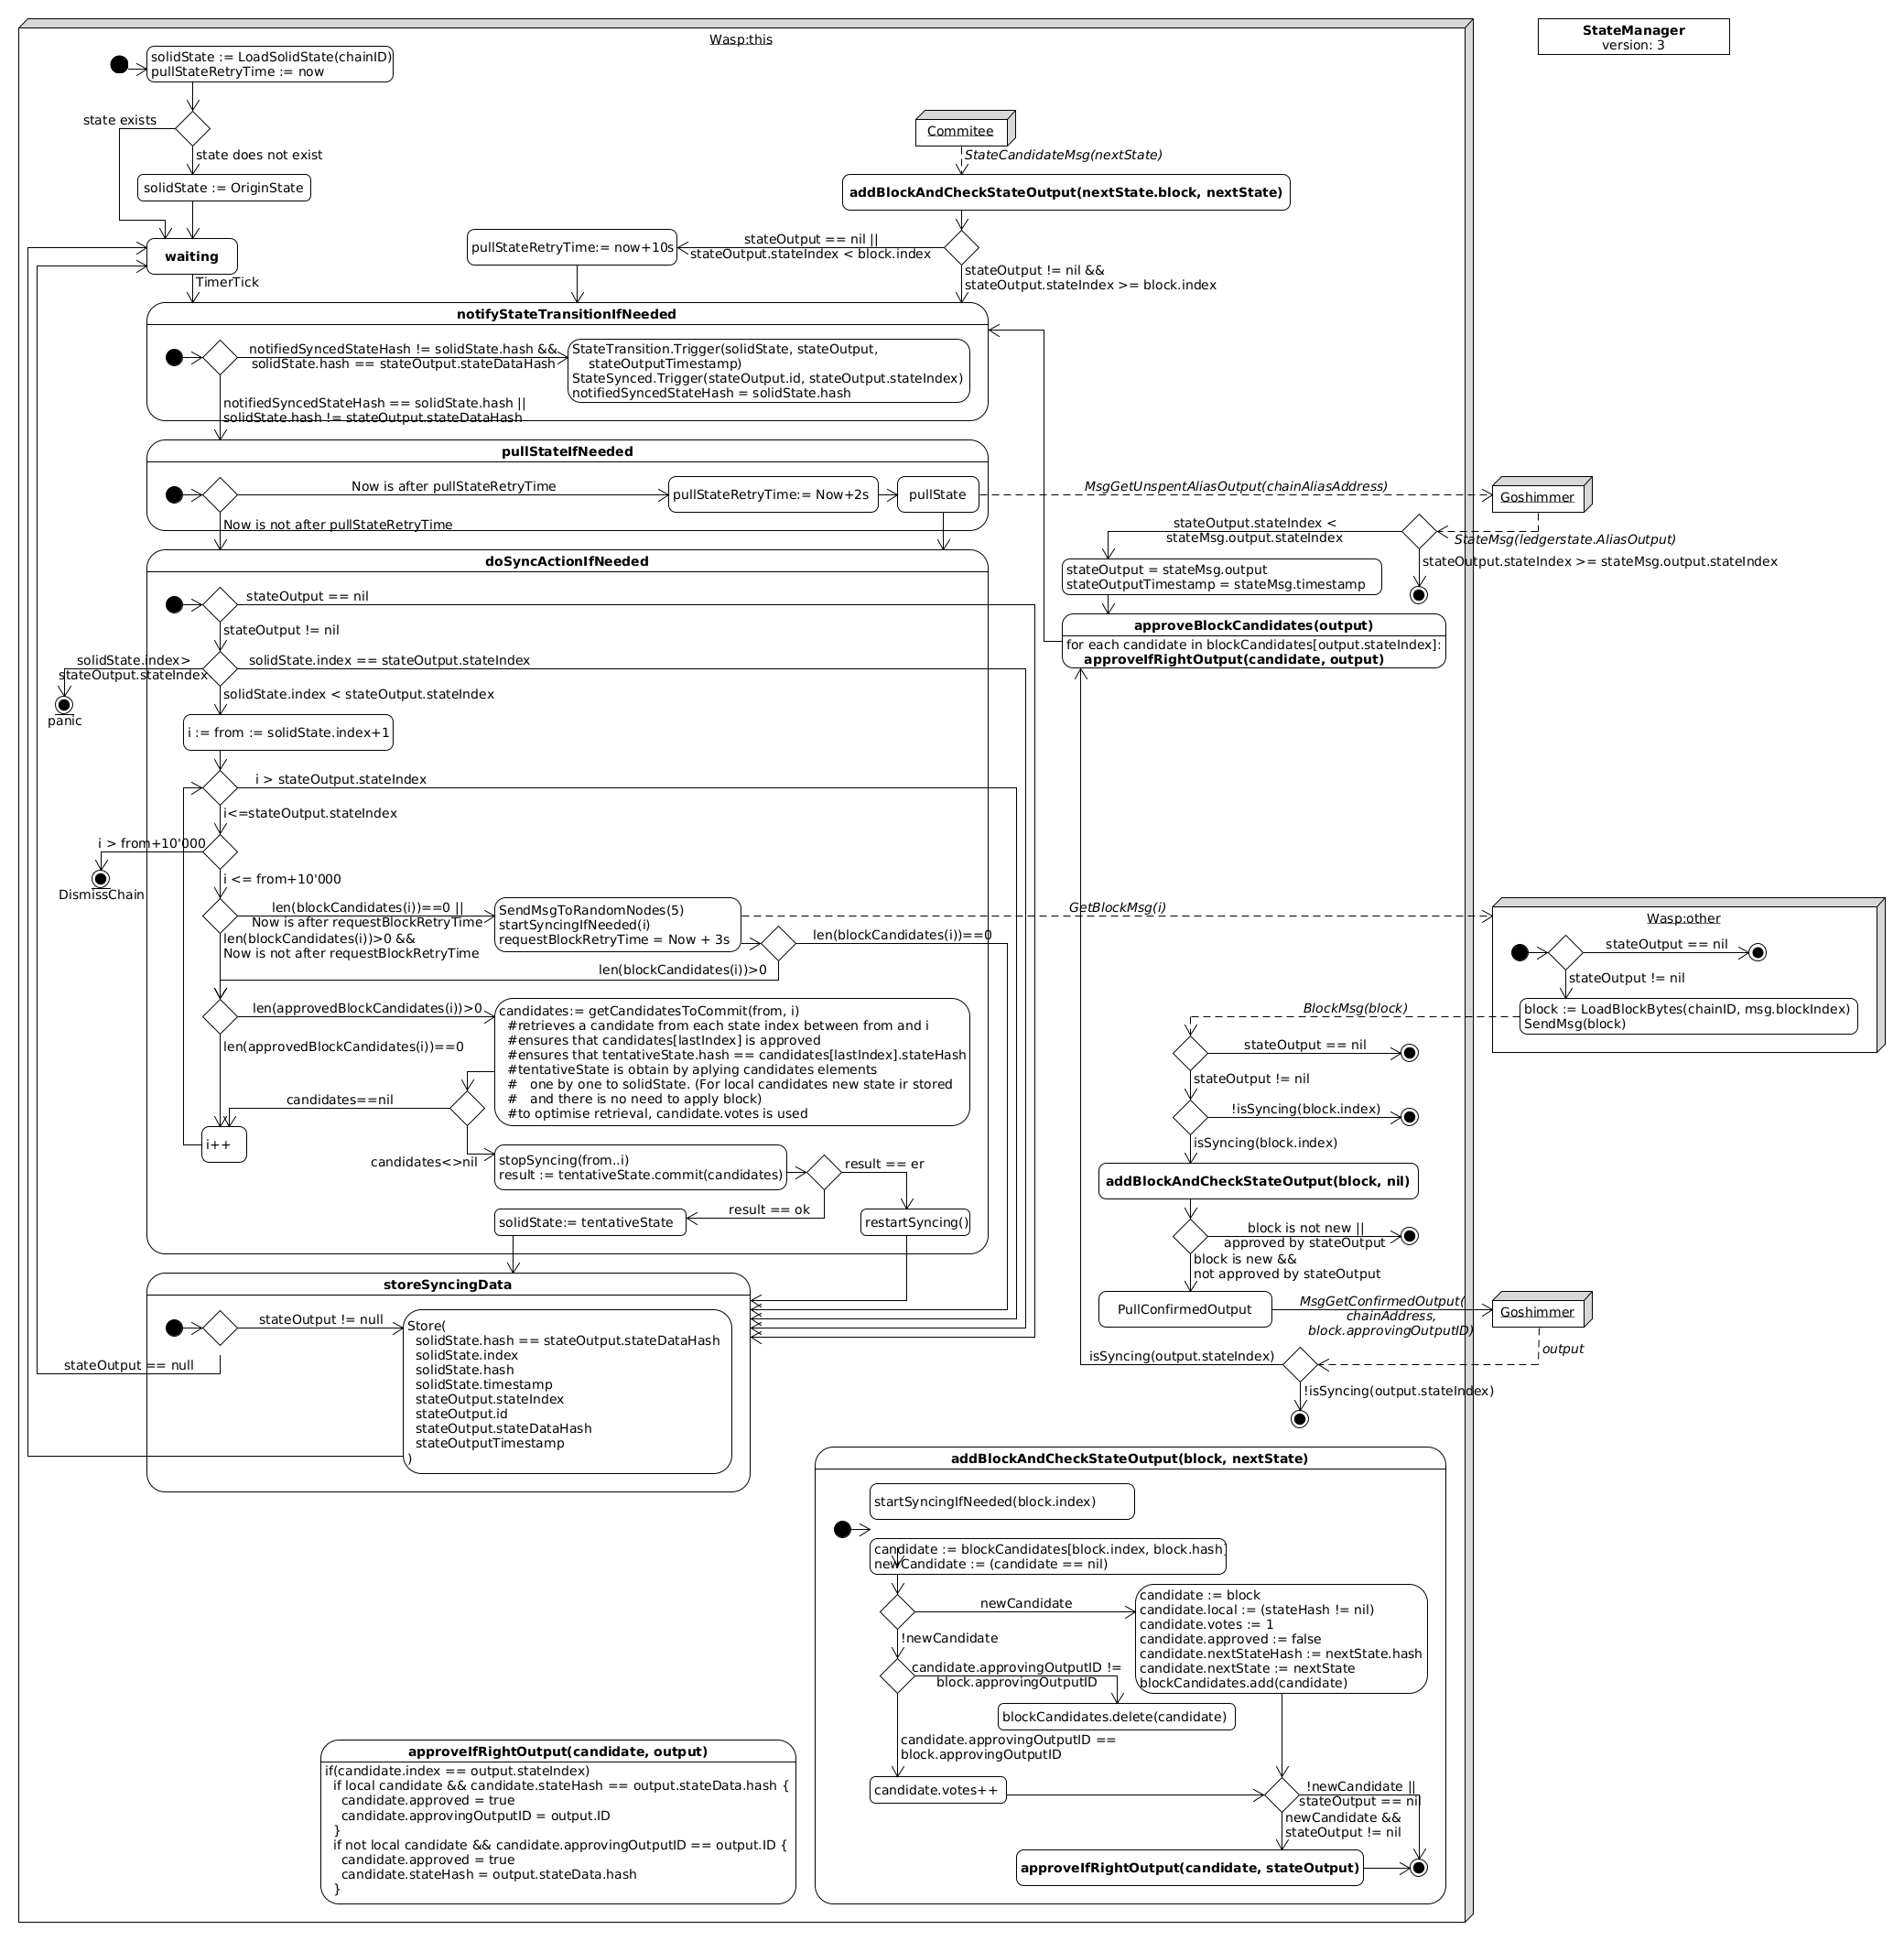 Wasp:this
StateManager
version: 3
solidState := LoadSolidState(chainID)
pullStateRetryTime := now
state exists
state does not exist
solidState := OriginState
waiting
TimerTick
Commitee
StateCandidateMsg(nextState)
addBlockAndCheckStateOutput(nextState.block, nextState)
stateOutput == nil ||
stateOutput.stateIndex < block.index
pullStateRetryTime:= now+10s
stateOutput != nil &&
stateOutput.stateIndex >= block.index
notifyStateTransitionIfNeeded
notifiedSyncedStateHash != solidState.hash &&
solidState.hash == stateOutput.stateDataHash
StateTransition.Trigger(solidState, stateOutput,
stateOutputTimestamp)
StateSynced.Trigger(stateOutput.id, stateOutput.stateIndex)
notifiedSyncedStateHash = solidState.hash
notifiedSyncedStateHash == solidState.hash ||
solidState.hash != stateOutput.stateDataHash
pullStateIfNeeded
Now is after pullStateRetryTime
pullStateRetryTime:= Now+2s
pullState
Now is not after pullStateRetryTime
MsgGetUnspentAliasOutput(chainAliasAddress)
Goshimmer
StateMsg(ledgerstate.AliasOutput)
stateOutput.stateIndex <
stateMsg.output.stateIndex
stateOutput.stateIndex >= stateMsg.output.stateIndex
stateOutput = stateMsg.output
stateOutputTimestamp = stateMsg.timestamp
approveBlockCandidates(output)
for each candidate in blockCandidates[output.stateIndex]:
approveIfRightOutput(candidate, output)
doSyncActionIfNeeded
stateOutput == nil
stateOutput != nil
solidState.index>
stateOutput.stateIndex
panic
solidState.index == stateOutput.stateIndex
solidState.index < stateOutput.stateIndex
i := from := solidState.index+1
i > stateOutput.stateIndex
i<=stateOutput.stateIndex
i > from+10'000
DismissChain
i <= from+10'000
len(blockCandidates(i))==0 ||
Now is after requestBlockRetryTime
len(blockCandidates(i))>0 &&
Now is not after requestBlockRetryTime
SendMsgToRandomNodes(5)
startSyncingIfNeeded(i)
requestBlockRetryTime = Now + 3s
len(blockCandidates(i))==0
len(blockCandidates(i))>0
GetBlockMsg(i)
Wasp:other
stateOutput == nil
stateOutput != nil
block := LoadBlockBytes(chainID, msg.blockIndex)
SendMsg(block)
len(approvedBlockCandidates(i))>0
len(approvedBlockCandidates(i))==0
candidates:= getCandidatesToCommit(from, i)
#retrieves a candidate from each state index between from and i
#ensures that candidates[lastIndex] is approved
#ensures that tentativeState.hash == candidates[lastIndex].stateHash
#tentativeState is obtain by aplying candidates elements
#   one by one to solidState. (For local candidates new state ir stored
#   and there is no need to apply block)
#to optimise retrieval, candidate.votes is used
candidates==nil
i++
candidates<>nil
stopSyncing(from..i)
result := tentativeState.commit(candidates)
result == er
result == ok
solidState:= tentativeState
restartSyncing()
BlockMsg(block)
stateOutput == nil
stateOutput != nil
!isSyncing(block.index)
isSyncing(block.index)
addBlockAndCheckStateOutput(block, nil)
block is not new ||
approved by stateOutput
block is new &&
not approved by stateOutput
PullConfirmedOutput
MsgGetConfirmedOutput(
chainAddress,
block.approvingOutputID)
Goshimmer
output
isSyncing(output.stateIndex)
!isSyncing(output.stateIndex)
storeSyncingData
stateOutput != null
stateOutput == null
Store(
solidState.hash == stateOutput.stateDataHash
solidState.index
solidState.hash
solidState.timestamp
stateOutput.stateIndex
stateOutput.id
stateOutput.stateDataHash
stateOutputTimestamp
)
addBlockAndCheckStateOutput(block, nextState)
startSyncingIfNeeded(block.index)
candidate := blockCandidates[block.index, block.hash]
newCandidate := (candidate == nil)
newCandidate
!newCandidate
candidate := block
candidate.local := (stateHash != nil)
candidate.votes := 1
candidate.approved := false
candidate.nextStateHash := nextState.hash
candidate.nextState := nextState
blockCandidates.add(candidate)
candidate.approvingOutputID !=
block.approvingOutputID
blockCandidates.delete(candidate)
candidate.approvingOutputID ==
block.approvingOutputID
candidate.votes++
!newCandidate ||
stateOutput == nil
newCandidate &&
stateOutput != nil
approveIfRightOutput(candidate, stateOutput)
approveIfRightOutput(candidate, output)
if(candidate.index == output.stateIndex)
if local candidate && candidate.stateHash == output.stateData.hash {
candidate.approved = true
candidate.approvingOutputID = output.ID
}
if not local candidate && candidate.approvingOutputID == output.ID {
candidate.approved = true
candidate.stateHash = output.stateData.hash
}